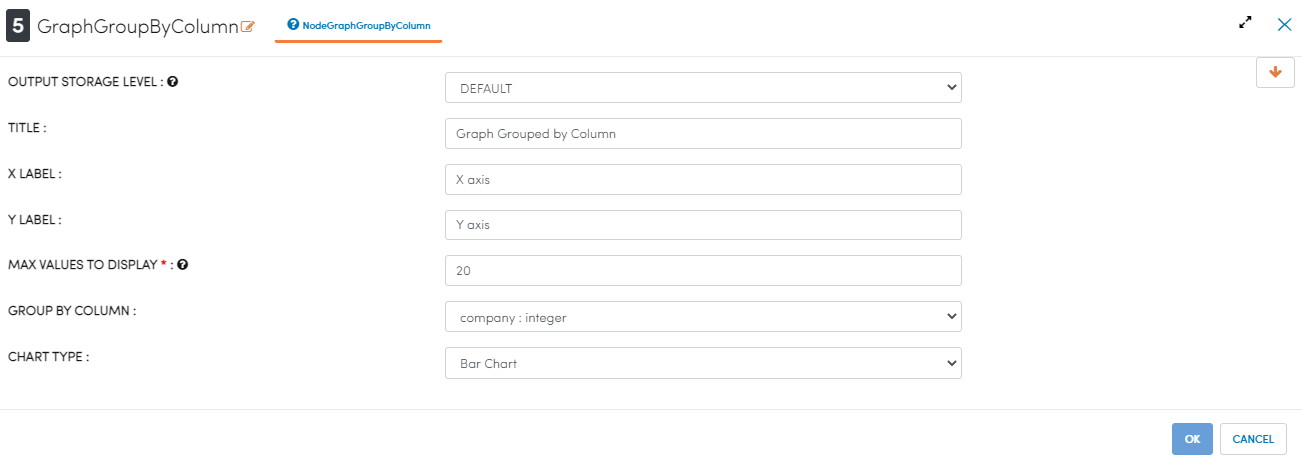 5 GraphGroupByColumn NodeGraphGroupByColumn
OUTPUT STORAGE LEVEL : DEFAULT
TITLE : Graph Grouped by Column
X LABEL : X axis
Y LABEL : Y axis
MAX VALUES TO DISPLAY * : 20
GROUP BY COLUMN : company : integer
CHART TYPE : Bar Chart
OK CANCEL